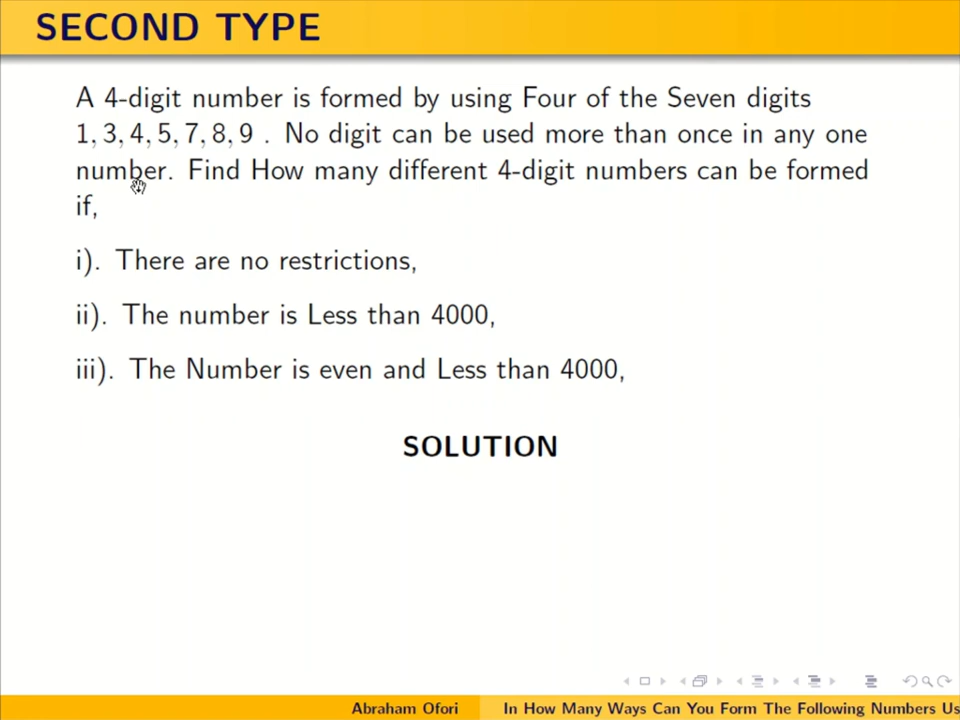 SECOND TYPE
A 4-digit number is formed by using Four of the Seven digits
1, 3, 4, 5, 7, 8, 9 . No digit can be used more than once in any one
number. Find How many different 4-digit numbers can be formed
if,
i). There are no restrictions,
ii). The number is Less than 4000,
iii). The Number is even and Less than 4000,
SOLUTION
Abraham Ofori In How Many Ways Can You Form The Following Numbers Us